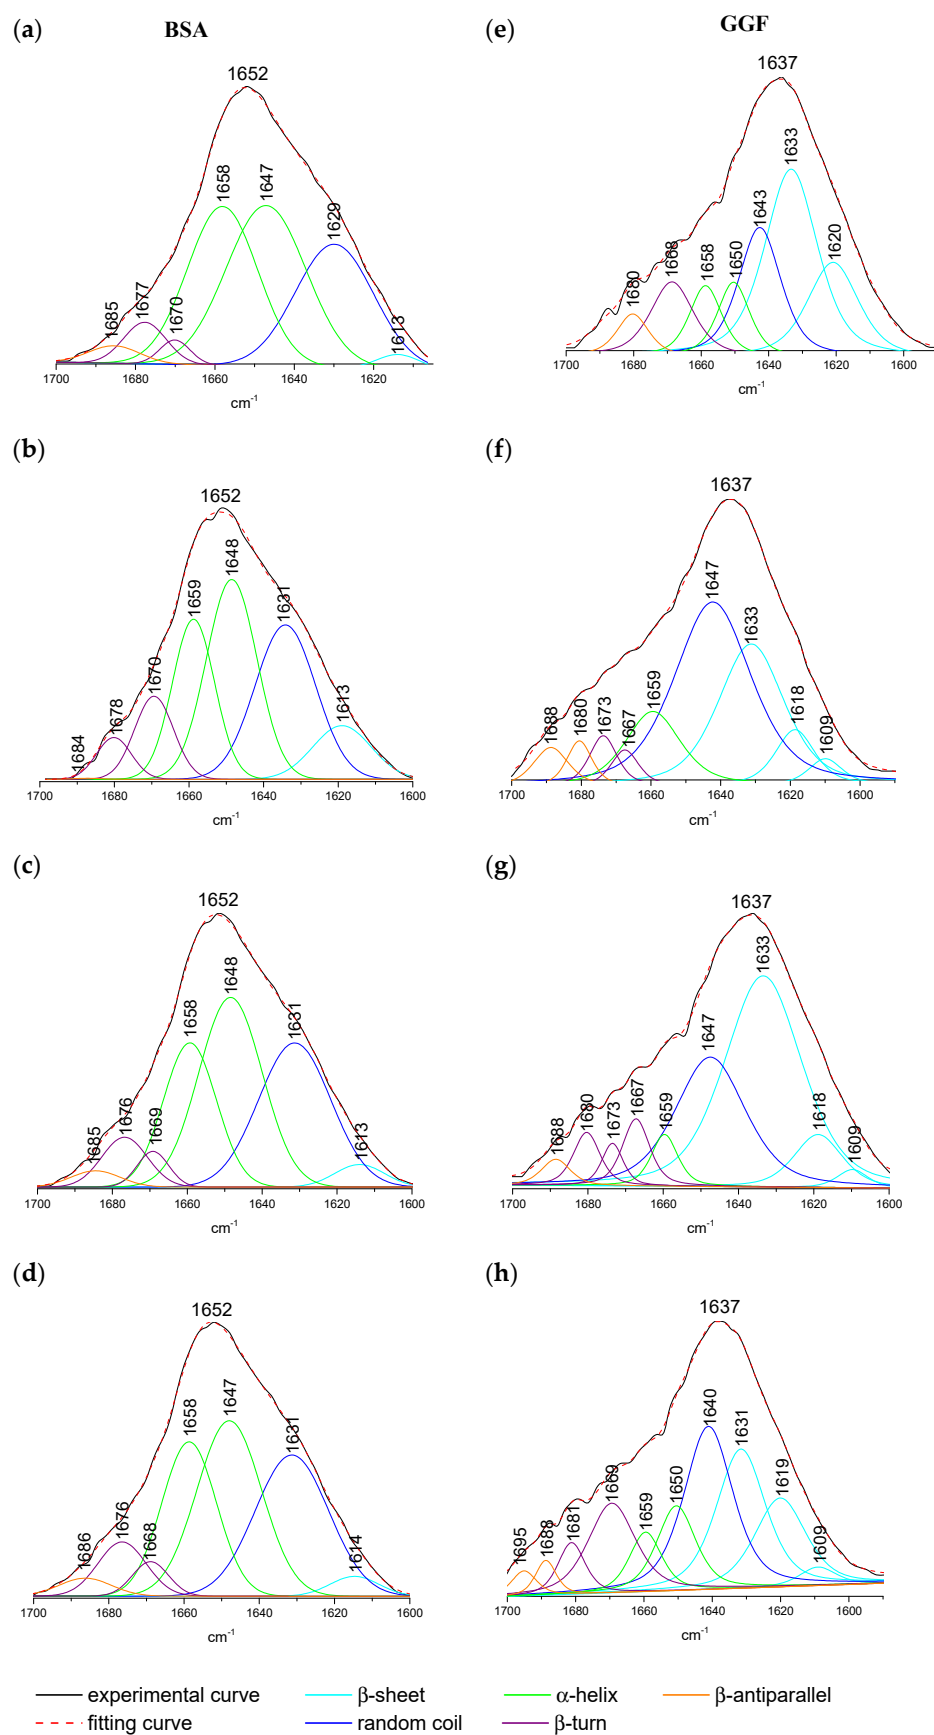 (a) BSA
1652
1658
1647
1629
1685
1677
1670
1613
1700 1680 1660 1640 1620
cm-1
(e) GGF
1637
1633
1643
1620
1680
1668
1658
1650
1700 1680 1660 1640 1620 1600
cm-1
(b)
1652
1648
1659
1631
1670
1678
1684
1613
1700 1680 1660 1640 1620 1600
cm-1
(f)
1637
1647
1633
1659
1688
1680
1673
1667
1618
1609
1700 1680 1660 1640 1620 1600
cm-1
(c)
1652
1648
1658
1631
1685
1676
1669
1613
1700 1680 1660 1640 1620 1600
cm-1
(g)
1637
1633
1647
1688
1680
1673
1667
1659
1618
1609
1700 1680 1660 1640 1620 1600
cm-1
(d)
1652
1647
1658
1631
1686
1676
1668
1614
1700 1680 1660 1640 1620 1600
cm-1
(h)
1637
1640
1631
1619
1695
1688
1681
1669
1659
1650
1609
1700 1680 1660 1640 1620 1600
cm-1
experimental curve β-sheet α-helix β-antiparallel
fitting curve random coil β-turn